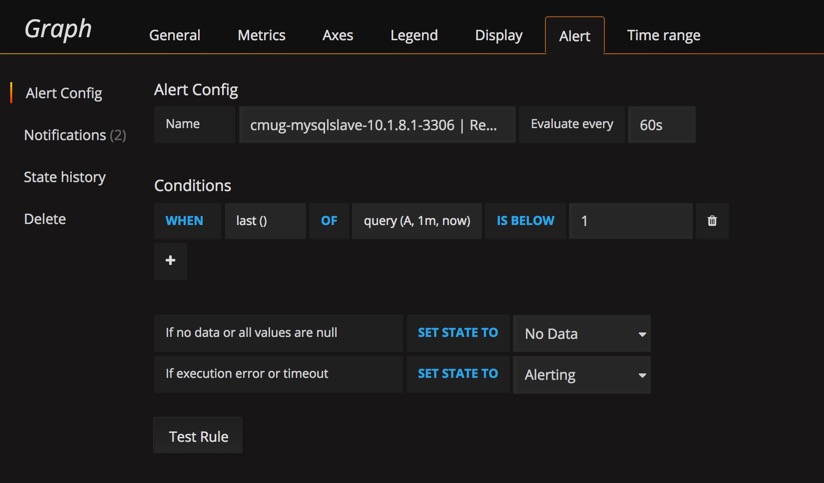 Graph
General Metrics Axes Legend Display Alert Time range
Alert Config
Notifications (2)
State history
Delete
Alert Config
Name cmug-mysqlslave-10.1.8.1-3306 | Re... Evaluate every 60s
Conditions
WHEN last () OF query (A, 1m, now) IS BELOW 1
+
If no data or all values are null SET STATE TO No Data
If execution error or timeout SET STATE TO Alerting
Test Rule